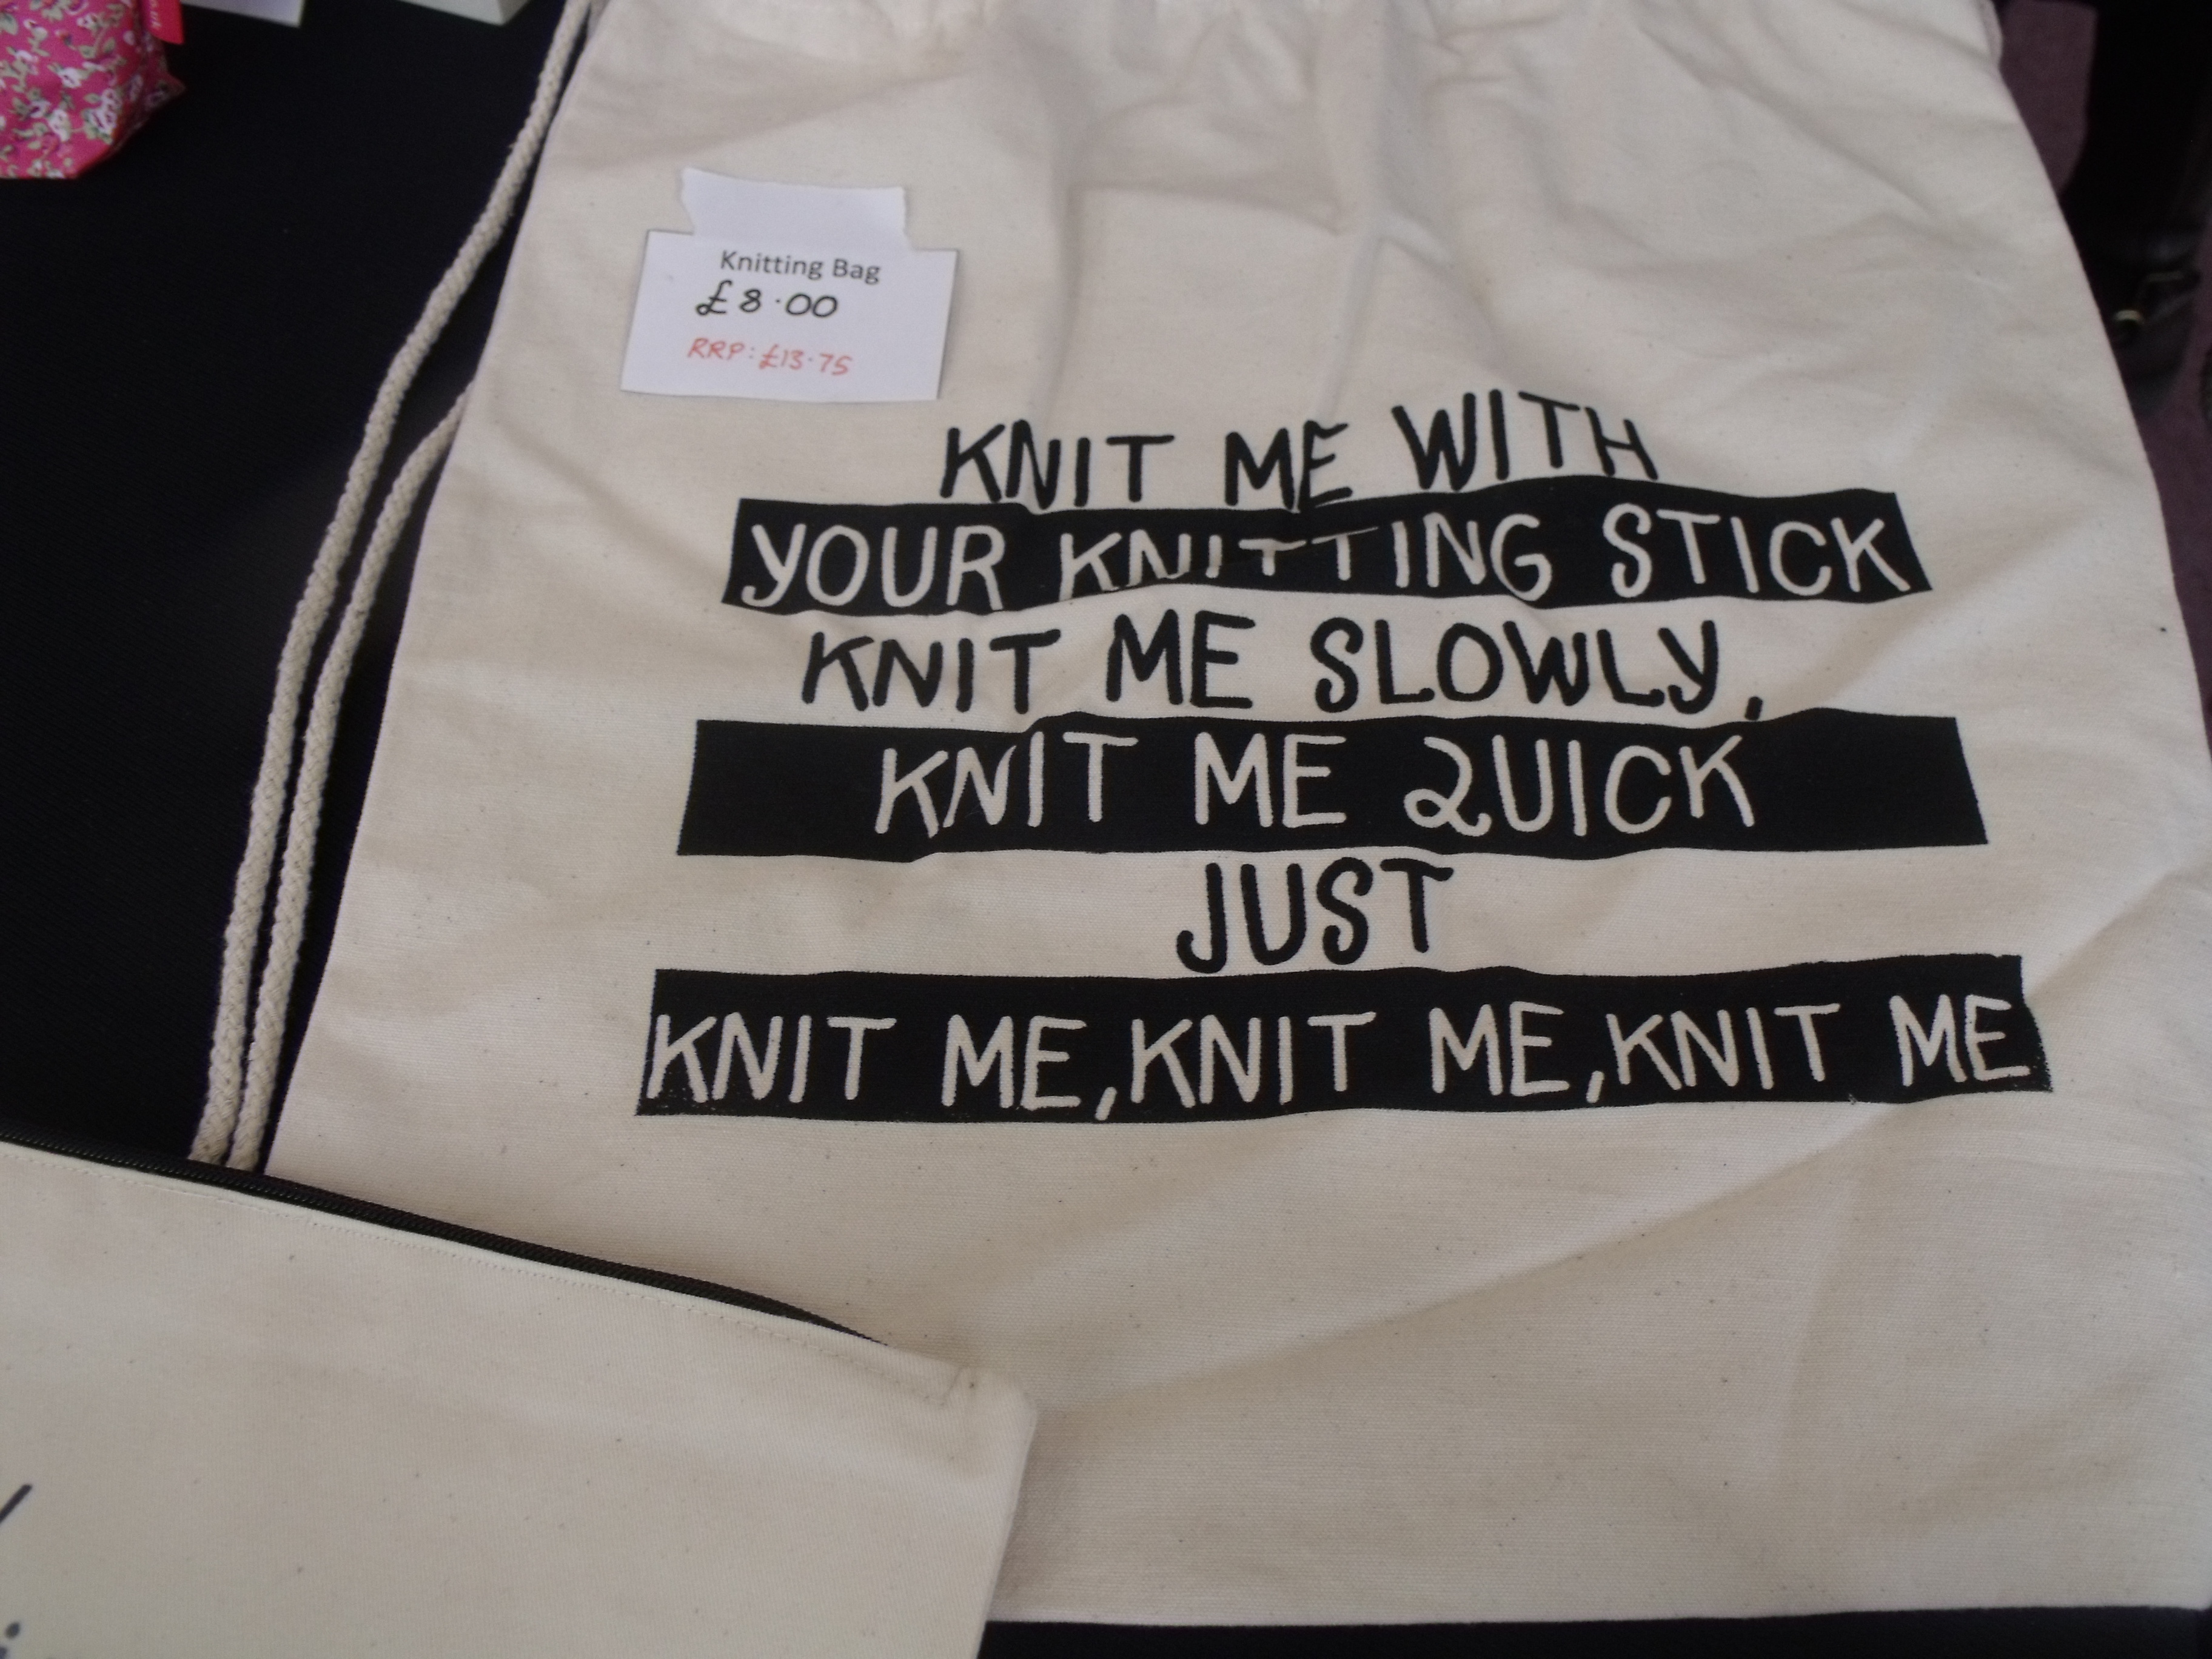 Knitting Bag
£8.00
RRP: £13.75
KNIT ME WITH
YOUR KNITTING STICK
KNIT ME SLOWLY,
KNIT ME QUICK
JUST
KNIT ME, KNIT ME, KNIT ME